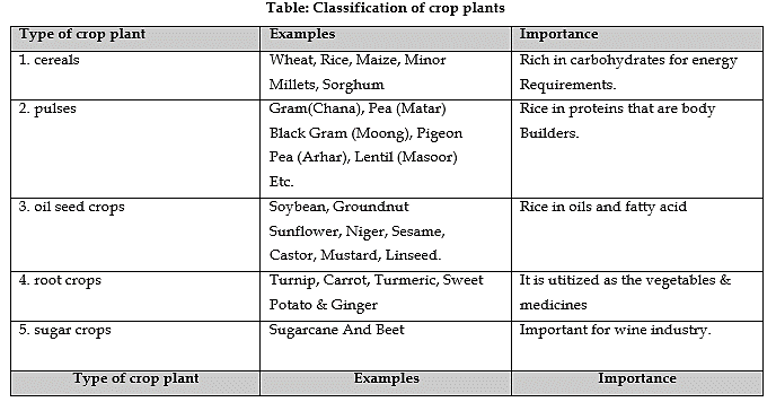 Table: Classification of crop plants
Type of crop plant Examples Importance
1. cereals Wheat, Rice, Maize, Minor Rich in carbohydrates for energy
Millets, Sorghum Requirements.
2. pulses Gram(Chana), Pea (Matar) Rice in proteins that are body
Black Gram (Moong), Pigeon Builders.
Pea (Arhar), Lentil (Masoor)
Etc.
3. oil seed crops Soybean, Groundnut Rice in oils and fatty acid
Sunflower, Niger, Sesame,
Castor, Mustard, Linseed.
4. root crops Turnip, Carrot, Turmeric, Sweet It is utitized as the vegetables &
Potato & Ginger medicines
5. sugar crops Sugarcane And Beet Important for wine industry.
Type of crop plant Examples Importance